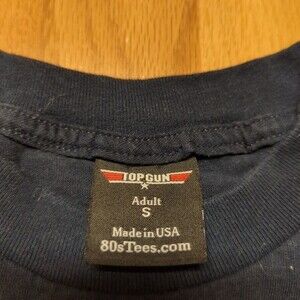 TOPGUN
Adult
S
Made in USA
80sTees.com